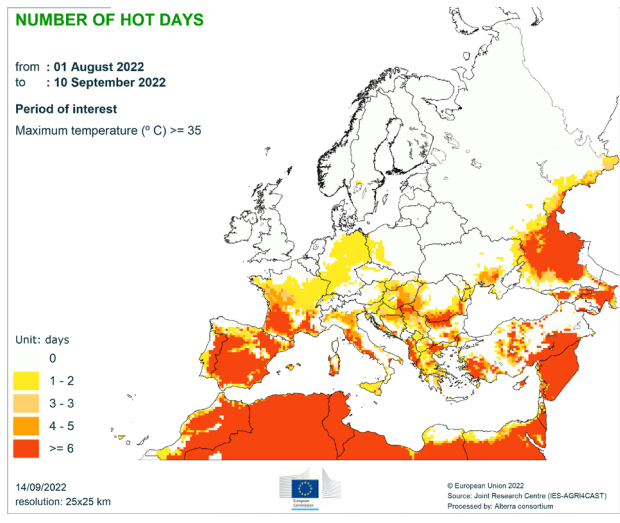 NUMBER OF HOT DAYS
from : 01 August 2022
to : 10 September 2022
Period of interest
Maximum temperature (º C) >= 35
Unit: days
0
1 - 2
3 - 3
4 - 5
>= 6
14/09/2022
resolution: 25x25 km
European
Commission
© European Union 2022
Source: Joint Research Centre (IES-AGRI4CAST)
Processed by: Alterra consortium